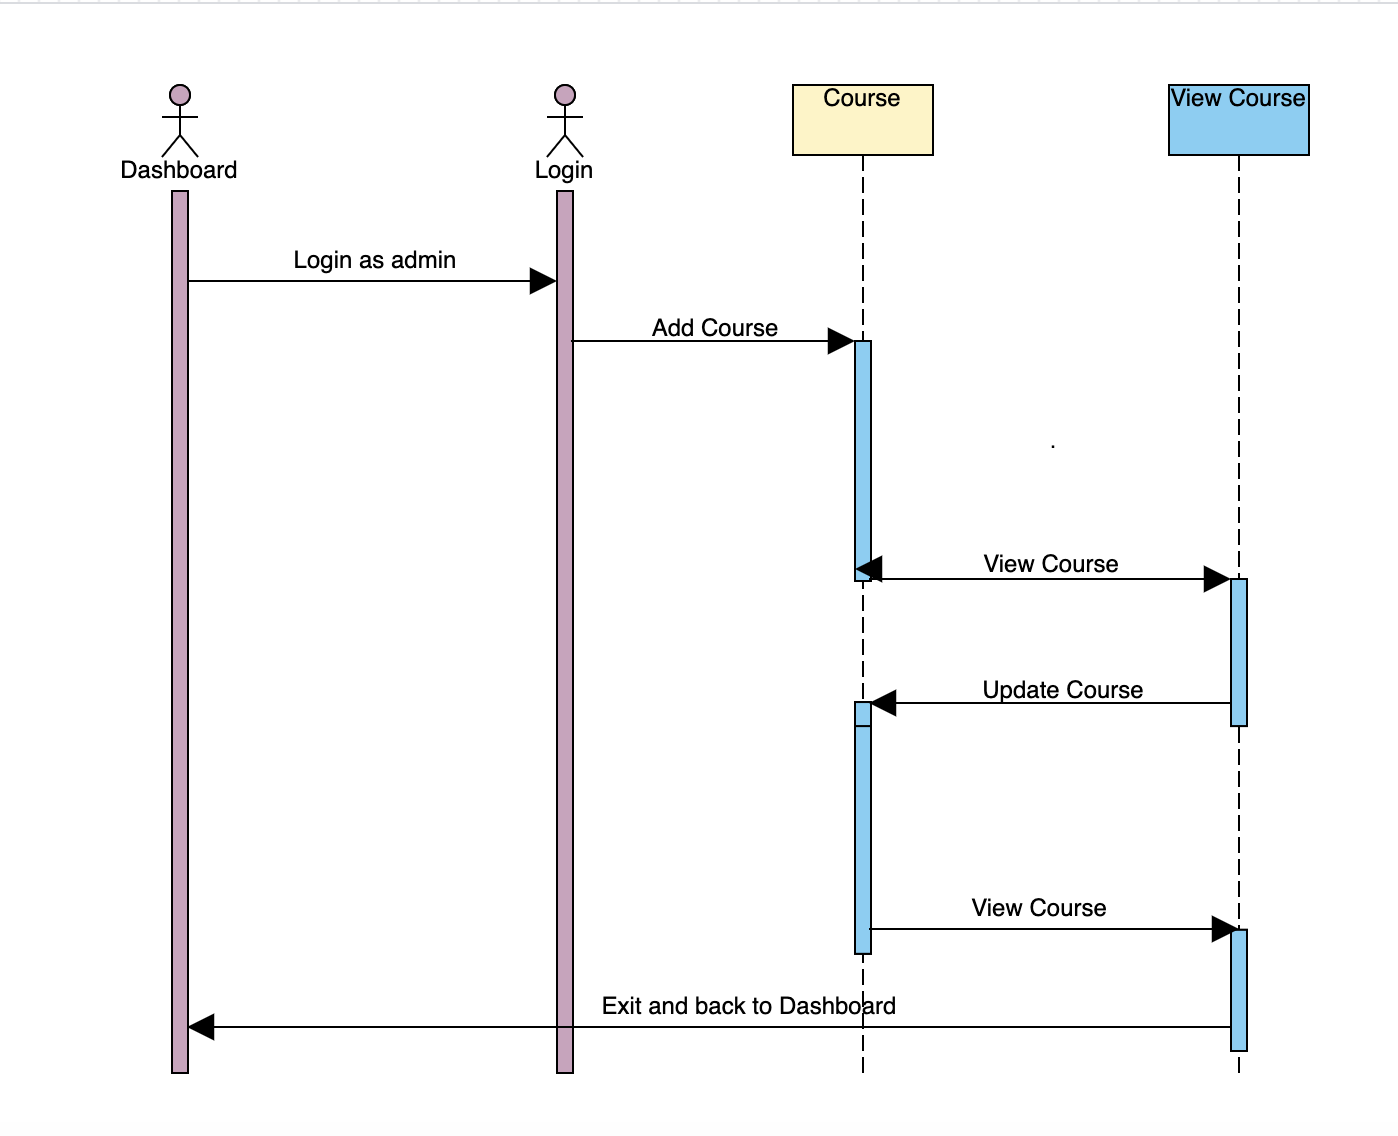 Course
View Course
Dashboard
Login
Login as admin
Add Course
View Course
Update Course
View Course
Exit and back to Dashboard